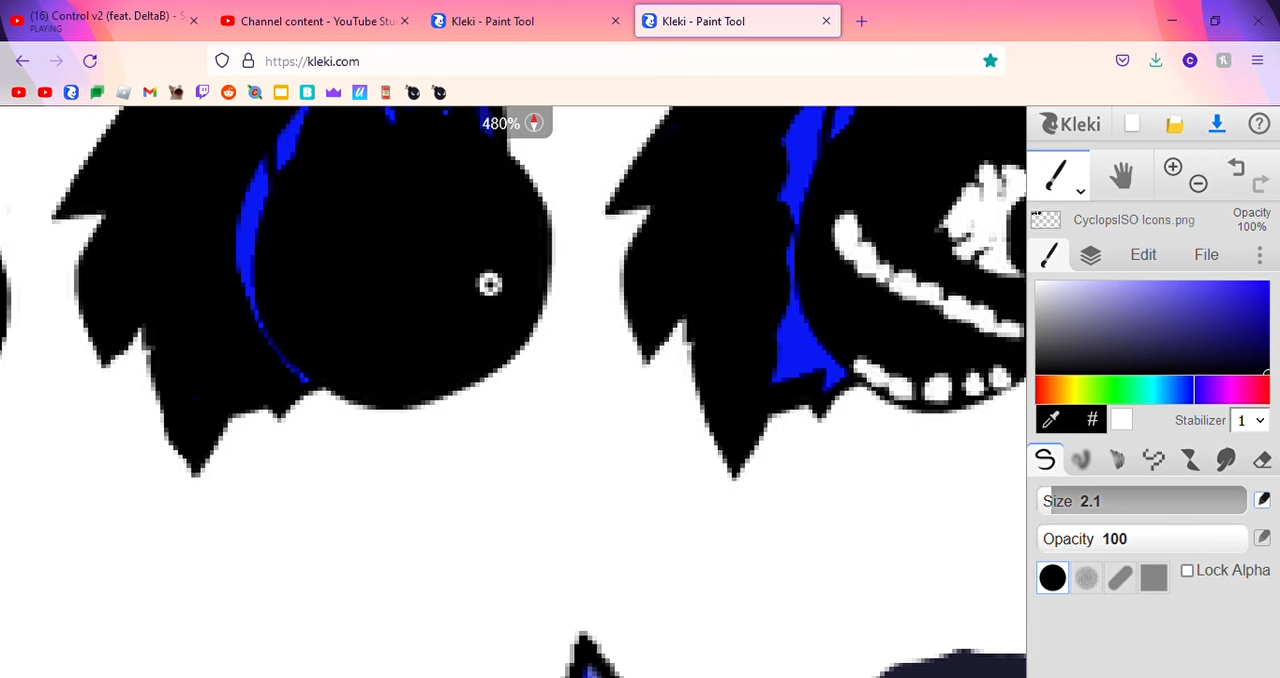 (16) Control v2 (feat. DeltaB) - S
PLAYING
Channel content - YouTube Stu
Kleki - Paint Tool
Kleki - Paint Tool
https://kleki.com
480%
Kleki
CyclopsISO Icons.png
Opacity
100%
Edit
File
#
Stabilizer
1
Size 2.1
Opacity 100
Lock Alpha